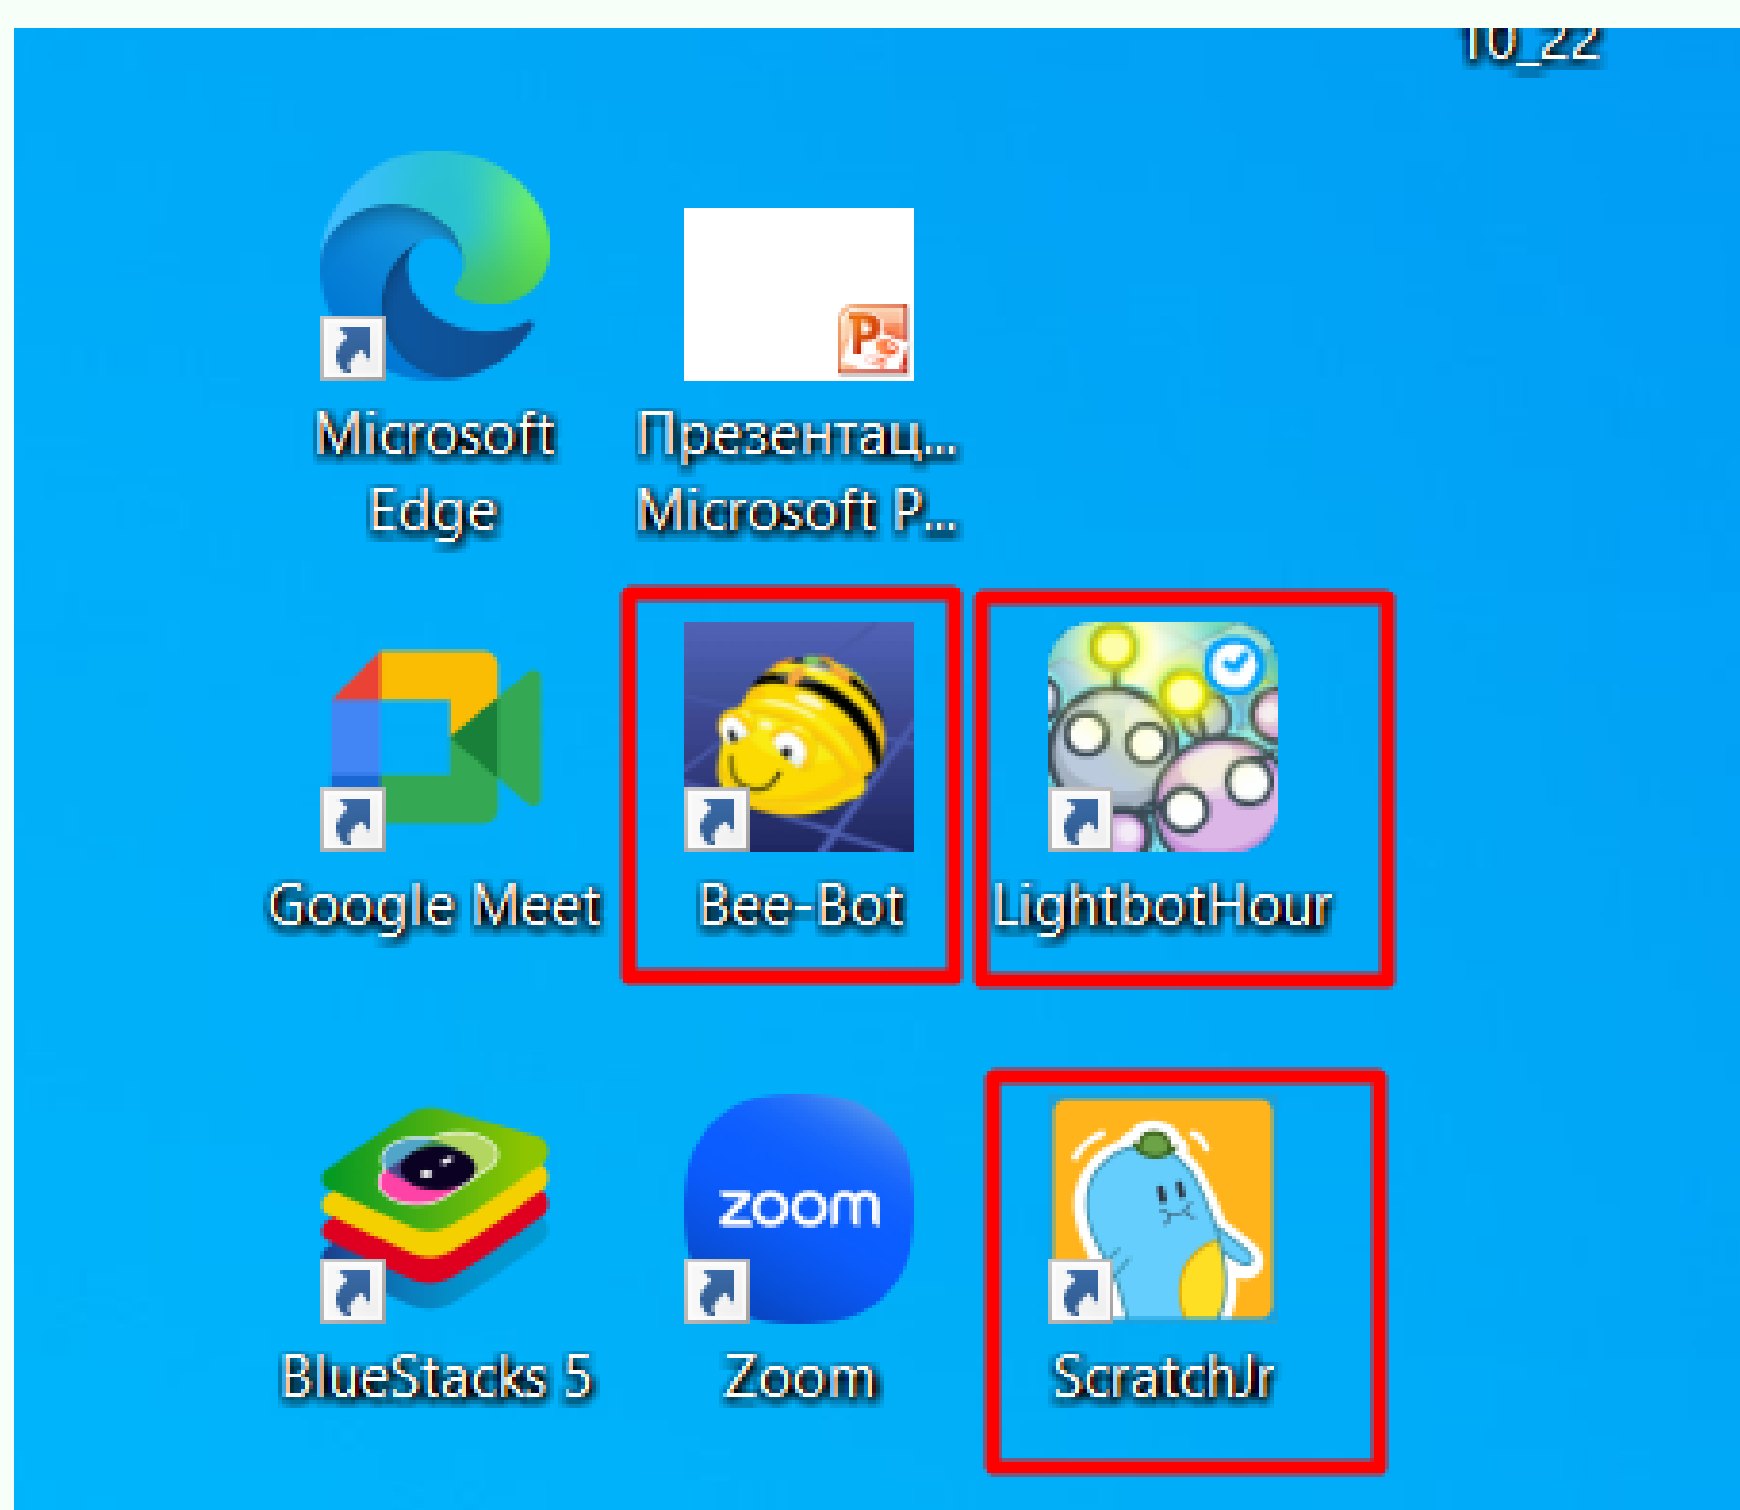 10_22
Microsoft
Edge
Презентац...
Microsoft P...
Google Meet
Bee-Bot
LightbotHour
zoom
BlueStacks 5
Zoom
ScratchJr